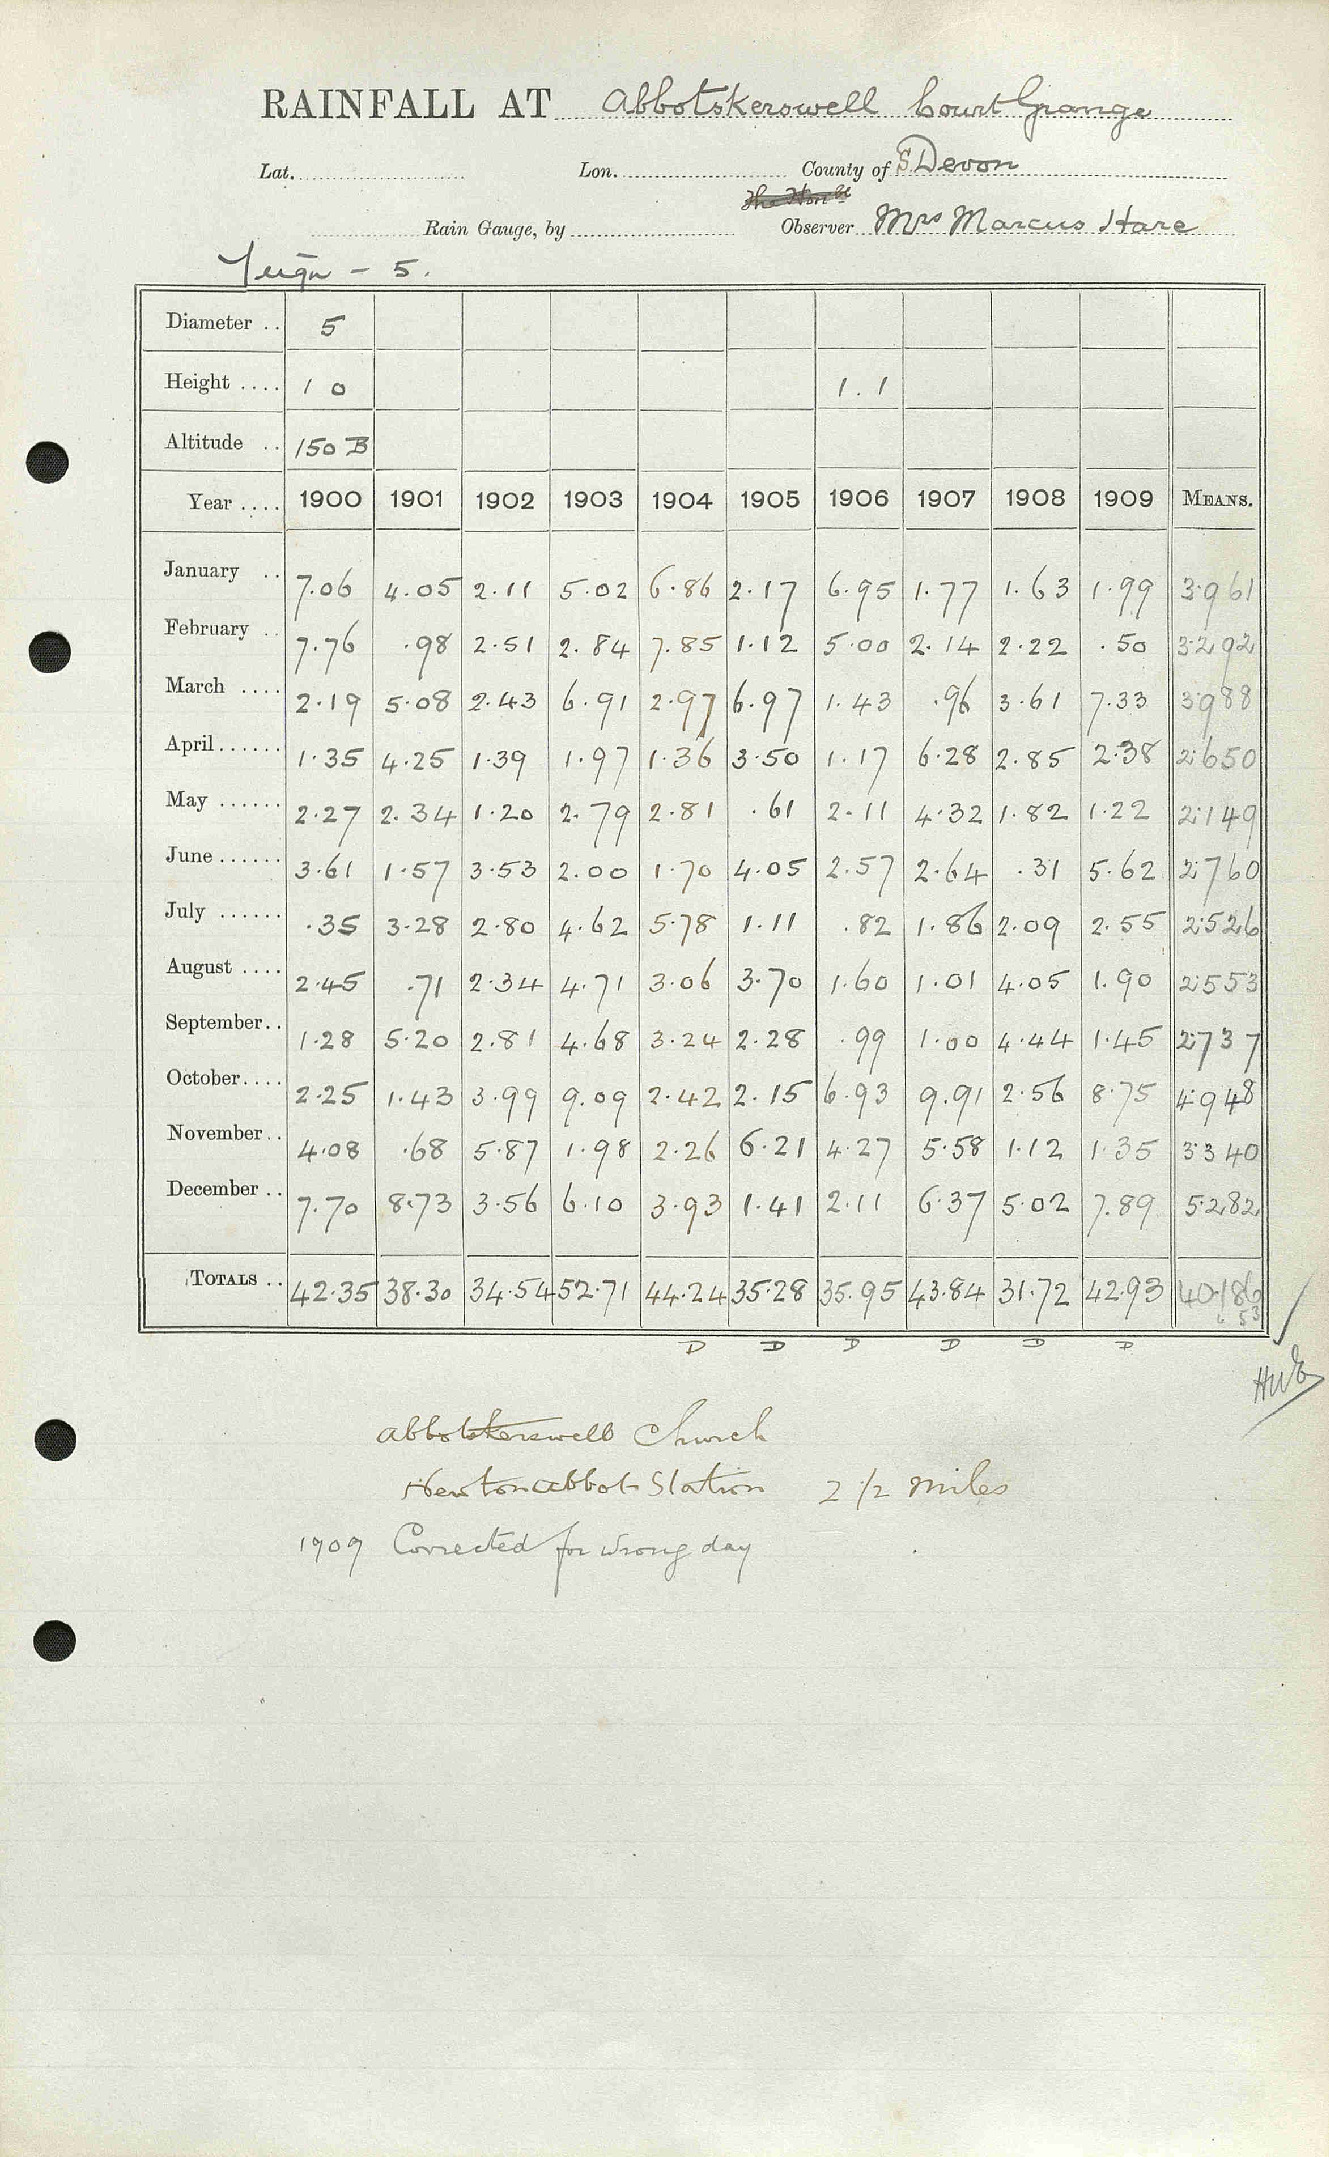 RAINFALL AT Abbotskerswell Court Grange
Lat. Lon. County of S. Devon
The Honble
Rain Gauge, by Observer Mrs Marcus Hare
Teign - 5.
Diameter .. 5
Height .... 1 0 1.1
Altitude .. 150 B
Year .... 1900 1901 1902 1903 1904 1905 1906 1907 1908 1909 MEANS.
January .. 7.06 4.05 2.11 5.02 6.86 2.17 6.95 1.77 1.63 1.99 3.961
February .. 7.76 .98 2.51 2.84 7.85 1.12 5.00 2.14 2.22 .50 3.292
March .... 2.19 5.08 2.43 6.91 2.97 6.97 1.43 .96 3.61 7.33 3.988
April...... 1.35 4.25 1.39 1.97 1.36 3.50 1.17 6.28 2.85 2.38 2.650
May ...... 2.27 2.34 1.20 2.79 2.81 .61 2.11 4.32 1.82 1.22 2.149
June...... 3.61 1.57 3.53 2.00 1.70 4.05 2.57 2.64 .31 5.62 2.760
July ...... .35 3.28 2.80 4.62 5.78 1.11 .82 1.86 2.09 2.55 2.526
August .... 2.45 .71 2.34 4.71 3.06 3.70 1.60 1.01 4.05 1.90 2.553
September.. 1.28 5.20 2.81 4.68 3.24 2.28 .99 1.00 4.44 1.45 2.737
October.... 2.25 1.43 3.99 9.09 2.42 2.15 6.93 9.91 2.56 8.75 4.948
November.. 4.08 .68 5.87 1.98 2.26 6.21 4.27 5.58 1.12 1.35 3.340
December .. 7.70 8.73 3.56 6.10 3.93 1.41 2.11 6.37 5.02 7.89 5.282
TOTALS .. 42.35 38.30 34.54 52.71 44.24 35.28 35.95 43.84 31.72 42.93 40.186
D D D D D D
Abbotskerswell Church
Newton Abbot Station 2 1/2 miles
1909 Corrected for wrong day